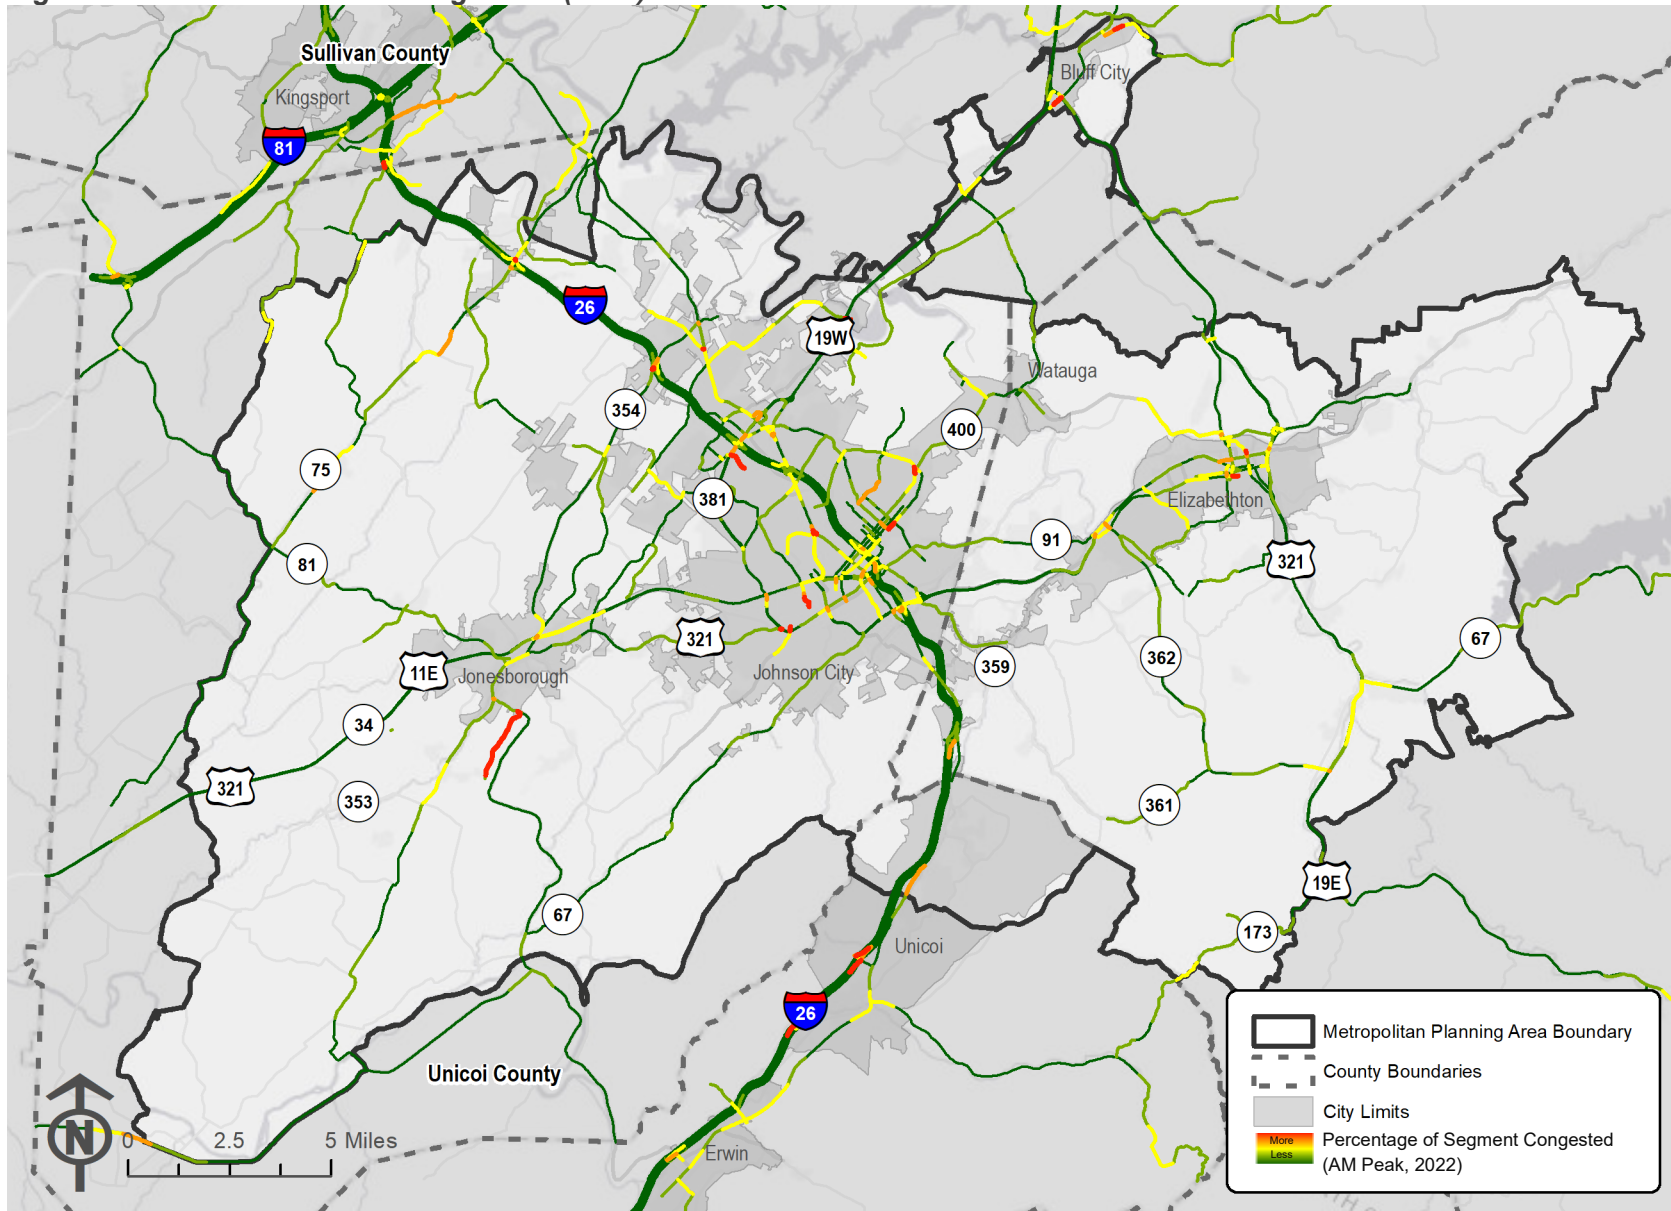 Sullivan County
Kingsport
Bluff City
81
26
19W
Watauga
354
400
75
381
Elizabethton
91
81
321
321
359
362
67
11E
Jonesborough
Johnson City
34
321
353
361
19E
67
173
Unicoi
26
Unicoi County
Erwin
N
0 2.5 5 Miles
Metropolitan Planning Area Boundary
County Boundaries
City Limits
More
Less
Percentage of Segment Congested
(AM Peak, 2022)